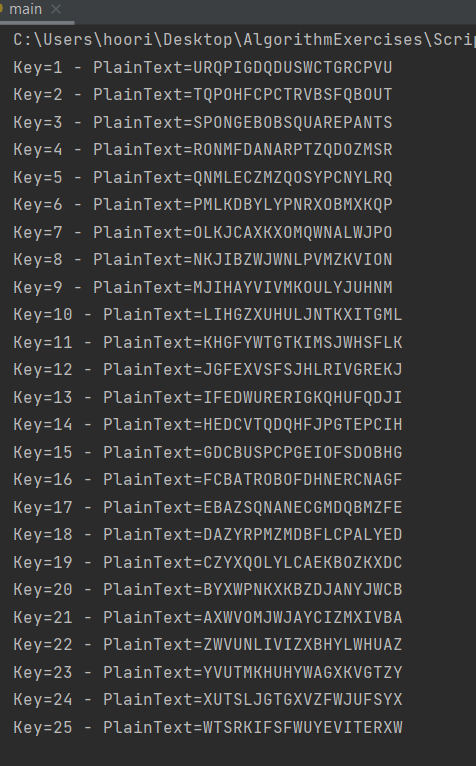 main
C:\Users\hoori\Desktop\AlgorithmExercises\Scrip
Key=1 - PlainText=URQPIGDQDUSWCTGRCPVU
Key=2 - PlainText=TQPOHFCPCTRVBSFQBOUT
Key=3 - PlainText=SPONGEBOBSQUAREPANTS
Key=4 - PlainText=RONMFDANARPTZQDOZMSR
Key=5 - PlainText=QNMLECZMZQOSYPCNYLRQ
Key=6 - PlainText=PMLKDBYLYPNRXOBMXKQP
Key=7 - PlainText=OLKJCAXKXOMQWNALWJPO
Key=8 - PlainText=NKJIBZWJWNLPVMZKVION
Key=9 - PlainText=MJIHAYVIVMKOULYJUHNM
Key=10 - PlainText=LIHGZXUHULJNTKXITGML
Key=11 - PlainText=KHGFYWTGTKIMSJWHSFLK
Key=12 - PlainText=JGFEXVSFSJHLRIVGREKJ
Key=13 - PlainText=IFEDWURERIGKQHUFQDJI
Key=14 - PlainText=HEDCVTQDQHFJPGTEPCIH
Key=15 - PlainText=GDCBUSPCPGEIOFSDOBHG
Key=16 - PlainText=FCBATROBOFDHNERCNAGF
Key=17 - PlainText=EBAZSQNANECGMDQBMZFE
Key=18 - PlainText=DAZYRPMZMDBFLCPALYED
Key=19 - PlainText=CZYXQOLYLCAEKBOZKXDC
Key=20 - PlainText=BYXWPNKXKBZDJANYJWCB
Key=21 - PlainText=AXWVOMJWJAYCIZMXIVBA
Key=22 - PlainText=ZWVUNLIVIZXBHYLWHUAZ
Key=23 - PlainText=YVUTMKHUHYWAGXKVGTZY
Key=24 - PlainText=XUTSLJGTGXVZFWJUFSYX
Key=25 - PlainText=WTSRKIFSFWUYEVITERXW